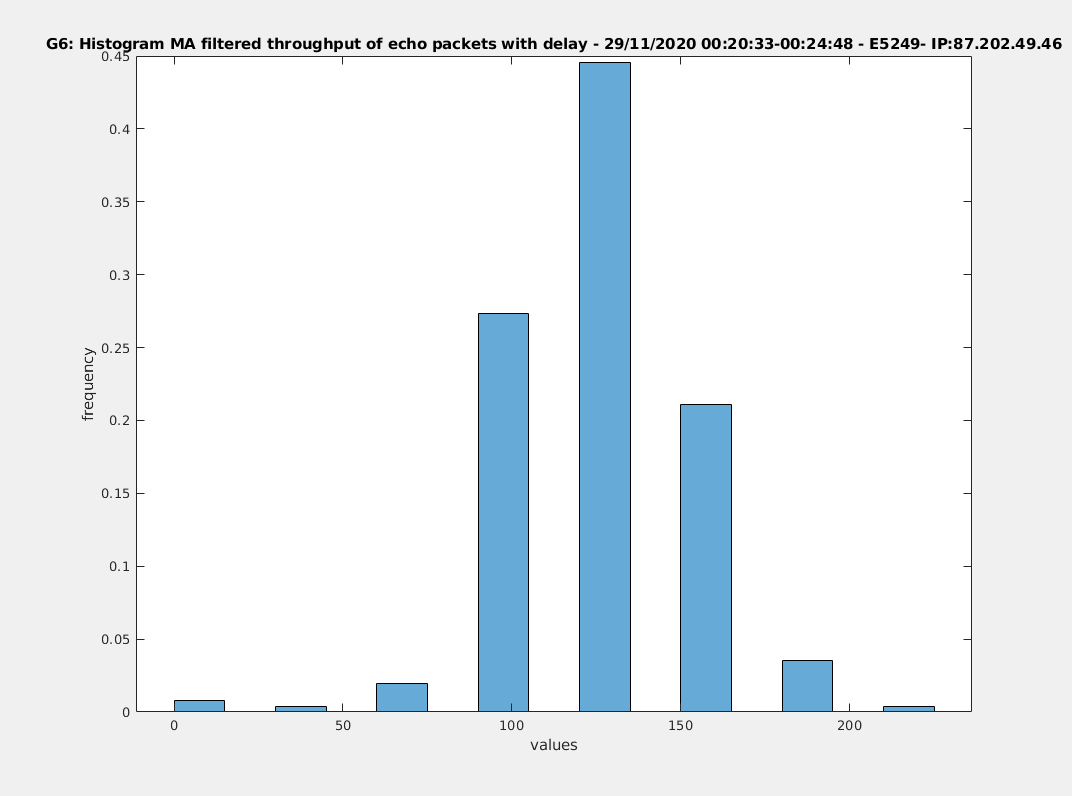 G6: Histogram MA filtered throughput of echo packets with delay - 29/11/2020 00:20:33-00:24:48 - E5249- IP:87.202.49.46
0.45
0.4
0.35
0.3
0.25
0.2
0.15
0.1
0.05
0
frequency
0 50 100 150 200
values